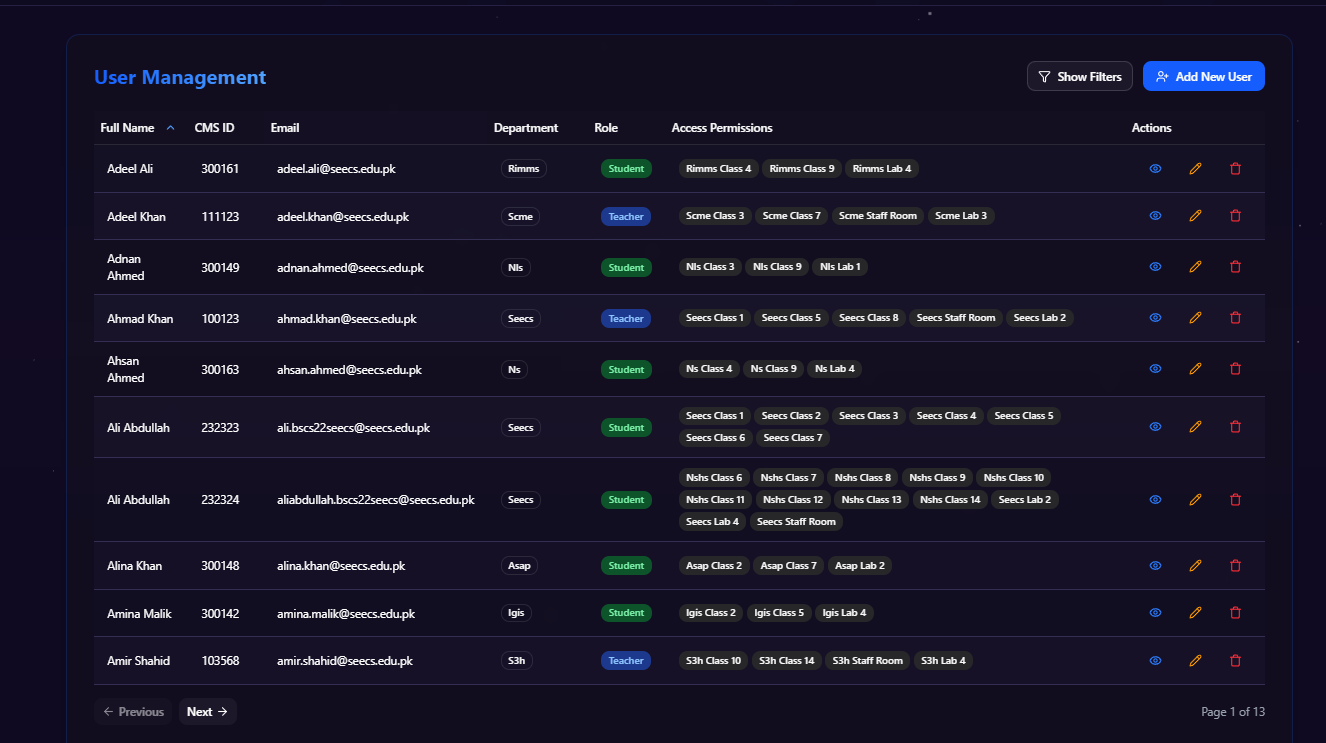 User Management
Show Filters
Add New User
Full Name CMS ID Email Department Role Access Permissions Actions
Adeel Ali 300161 adeel.ali@seecs.edu.pk Rimms Student Rimms Class 4 Rimms Class 9 Rimms Lab 4
Adeel Khan 111123 adeel.khan@seecs.edu.pk Scme Teacher Scme Class 3 Scme Class 7 Scme Staff Room Scme Lab 3
Adnan
Ahmed 300149 adnan.ahmed@seecs.edu.pk Nls Student Nls Class 3 Nls Class 9 Nls Lab 1
Ahmad Khan 100123 ahmad.khan@seecs.edu.pk Seecs Teacher Seecs Class 1 Seecs Class 5 Seecs Class 8 Seecs Staff Room Seecs Lab 2
Ahsan
Ahmed 300163 ahsan.ahmed@seecs.edu.pk Ns Student Ns Class 4 Ns Class 9 Ns Lab 4
Ali Abdullah 232323 ali.bscs22seecs@seecs.edu.pk Seecs Student Seecs Class 1 Seecs Class 2 Seecs Class 3 Seecs Class 4 Seecs Class 5
Seecs Class 6 Seecs Class 7
Ali Abdullah 232324 aliabdullah.bscs22seecs@seecs.edu.pk Seecs Student Nshs Class 6 Nshs Class 7 Nshs Class 8 Nshs Class 9 Nshs Class 10
Nshs Class 11 Nshs Class 12 Nshs Class 13 Nshs Class 14 Seecs Lab 2
Seecs Lab 4 Seecs Staff Room
Alina Khan 300148 alina.khan@seecs.edu.pk Asap Student Asap Class 2 Asap Class 7 Asap Lab 2
Amina Malik 300142 amina.malik@seecs.edu.pk Igis Student Igis Class 2 Igis Class 5 Igis Lab 4
Amir Shahid 103568 amir.shahid@seecs.edu.pk S3h Teacher S3h Class 10 S3h Class 14 S3h Staff Room S3h Lab 4
← Previous Next → Page 1 of 13